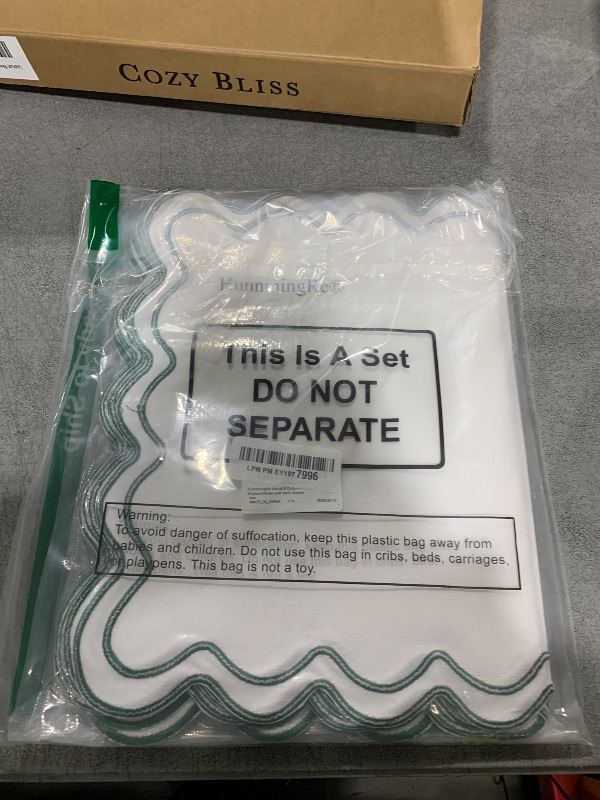 COZY BLISS
HunnmingRe®
This Is A Set
DO NOT
SEPARATE
LPN PM EY197 7996
Warning:
To avoid danger of suffocation, keep this plastic bag away from
babies and children. Do not use this bag in cribs, beds, carriages,
or playpens. This bag is not a toy.